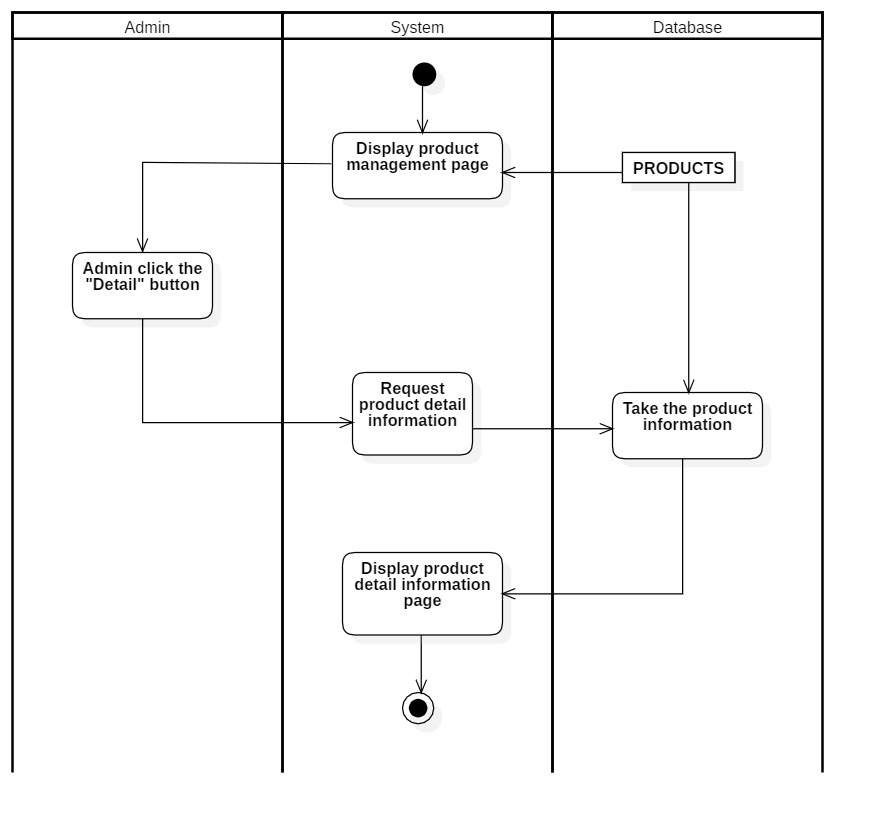 Admin
System
Database
Display product
management page
PRODUCTS
Admin click the
"Detail" button
Request
product detail
information
Take the product
information
Display product
detail information
page